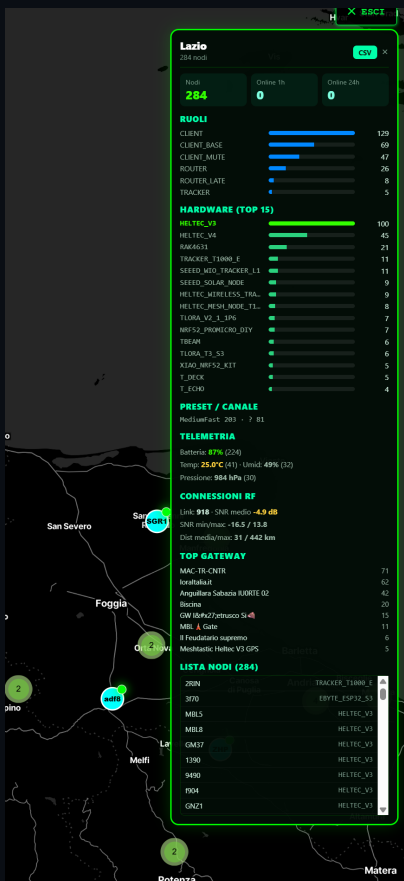 ✕ ESCI
Lazio
284 nodi
CSV ×
Nodi
284
Online 1h
0
Online 24h
0
RUOLI
CLIENT 129
CLIENT_BASE 69
CLIENT_MUTE 47
ROUTER 26
ROUTER_LATE 8
TRACKER 5
HARDWARE (TOP 15)
HELTEC_V3 100
HELTEC_V4 45
RAK4631 21
TRACKER_T1000_E 11
SEEED_WIO_TRACKER_L1 11
SEEED_SOLAR_NODE 9
HELTEC_WIRELESS_TRA… 9
HELTEC_MESH_NODE_T1… 8
TLORA_V2_1_1P6 7
NRF52_PROMICRO_DIY 7
TBEAM 6
TLORA_T3_S3 6
XIAO_NRF52_KIT 5
T_DECK 5
T_ECHO 4
PRESET / CANALE
MediumFast 203 · ? 81
TELEMETRIA
Batteria: 87% (224)
Temp: 25.0°C (41) · Umid: 49% (32)
Pressione: 984 hPa (30)
CONNESSIONI RF
Link: 918 · SNR medio -4.9 dB
SNR min/max: -16.5 / 13.8
Dist media/max: 31 / 442 km
TOP GATEWAY
MAC-TR-CNTR 71
loraltalia.it 62
Anguillara Sabazia IU0RTE 02 42
Biscina 20
GW l&#x27;etrusco Si 15
MBL Gate 11
Il Feudatario supremo 6
Meshtastic Heltec V3 GPS 5
LISTA NODI (284)
2RIN TRACKER_T1000_E
3f70 EBYTE_ESP32_S3
MBL5 HELTEC_V3
MBL8 HELTEC_V3
GM37 HELTEC_V3
1390 HELTEC_V3
9490 HELTEC_V3
f904 HELTEC_V3
GNZ1 HELTEC_V3
San Severo
SGR1
Foggia
2
2
adf8
Melfi
2
Potenza
Matera